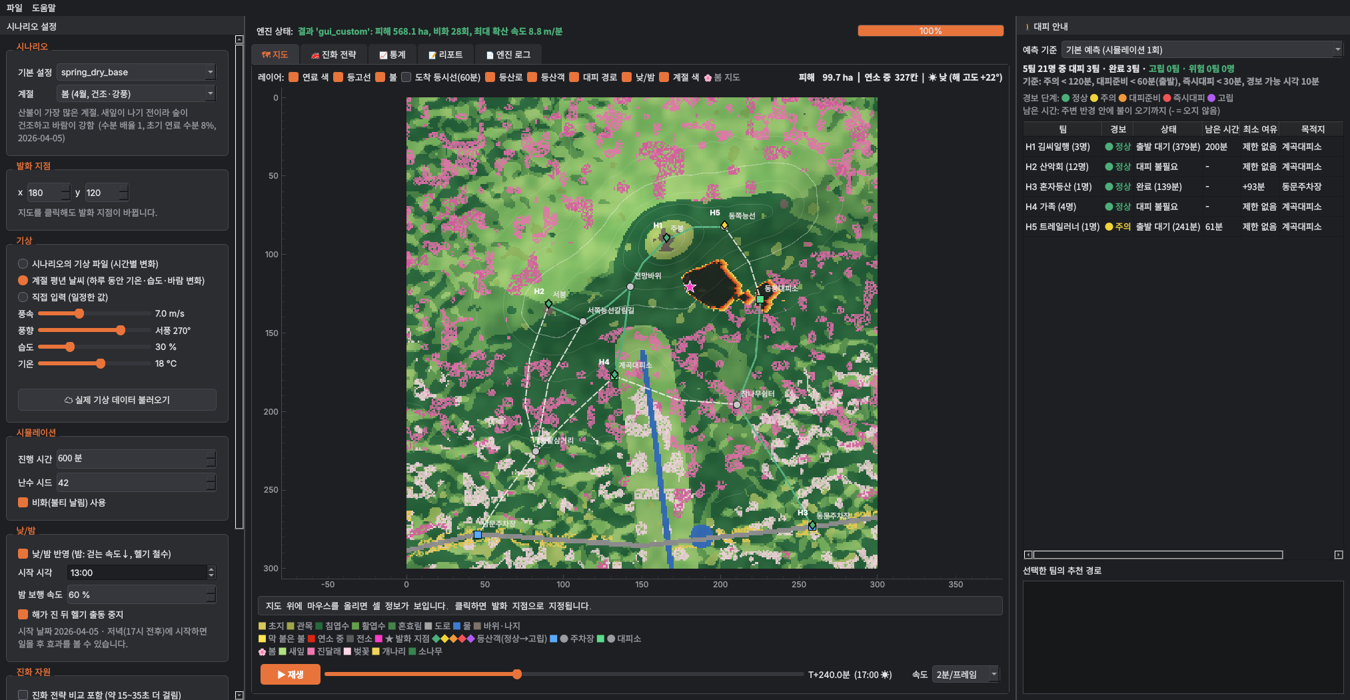 파일 도움말
시나리오 설정
시나리오
기본 설정 spring_dry_base
계절 봄 (4월, 건조·강풍)
산불이 가장 많은 계절. 새잎이 나기 전이라 숲이
건조하고 바람이 강함 (수분 배율 1, 초기 연료 수분 8%,
2026-04-05)
발화 지점
x 180 y 120
지도를 클릭해도 발화 지점이 바뀝니다.
기상
시나리오의 기상 파일 (시간별 변화)
계절 평년 날씨 (하루 동안 기온·습도·바람 변화)
직접 입력 (일정한 값)
풍속 7.0 m/s
풍향 서풍 270°
습도 30 %
기온 18 °C
실제 기상 데이터 불러오기
시뮬레이션
진행 시간 600 분
난수 시드 42
비화(불티 날림) 사용
낮/밤
낮/밤 반영 (밤: 걷는 속도↓, 헬기 철수)
시작 시각 13:00
밤 보행 속도 60 %
해가 진 뒤 헬기 출동 중지
시작 날짜 2026-04-05 · 저녁(17시 전후)에 시작하면
일몰 후 효과를 볼 수 있습니다.
진화 자원
진화 전략 비교 포함 (약 15~35초 더 걸림)
엔진 상태: 결과 'gui_custom': 피해 568.1 ha, 비화 28회, 최대 확산 속도 8.8 m/분
100%
지도 진화 전략 통계 리포트 엔진 로그
레이어: 연료 색 등고선 불 도착 등시선(60분) 등산로 등산객 대피 경로 낮/밤 계절 색 봄 지도
피해 99.7 ha | 연소 중 327칸 | ☀ 낮 (해 고도 +22°)
0
50
100
150
200
250
300
-50 0 50 100 150 200 250 300 350
H5
동쪽능선
H1 주봉
전망바위
동릉대피소
H2 서봉
서쪽능선갈림길
H4
계곡대피소
H3 동문주차장
지도 위에 마우스를 올리면 셀 정보가 보입니다. 클릭하면 발화 지점으로 지정됩니다.
초지 관목 침엽수 활엽수 혼효림 도로 물 바위·나지
막 붙은 불 연소 중 전소 ★ 발화 지점 등산객(정상→고립) 주차장 대피소
봄 새잎 진달래 벚꽃 개나리 소나무
▶ 재생
T+240.0분 (17:00 ☀)
속도 2분/프레임
대피 안내
예측 기준 기본 예측 (시뮬레이션 1회)
5팀 21명 중 대피 3팀 · 완료 3팀 · 고립 0팀 · 위험 0팀 0명
기준: 주의 < 120분, 대피준비 < 60분(출발), 즉시대피 < 30분, 경보 가능 시각 10분
경보 단계: 정상 주의 대피준비 즉시대피 고립
남은 시간: 주변 반경 안에 불이 오기까지 (- = 오지 않음)
팀 경보 상태 남은 시간 최소 여유 목적지
H1 김씨일행 (3명) 정상 출발 대기 (379분) 200분 제한 없음 계곡대피소
H2 산악회 (12명) 정상 대피 불필요 - 제한 없음 계곡대피소
H3 혼자등산 (1명) 정상 완료 (139분) - +93분 동문주차장
H4 가족 (4명) 정상 대피 불필요 - 제한 없음 계곡대피소
H5 트레일러너 (1명) 주의 출발 대기 (241분) 61분 제한 없음 계곡대피소
선택한 팀의 추천 경로